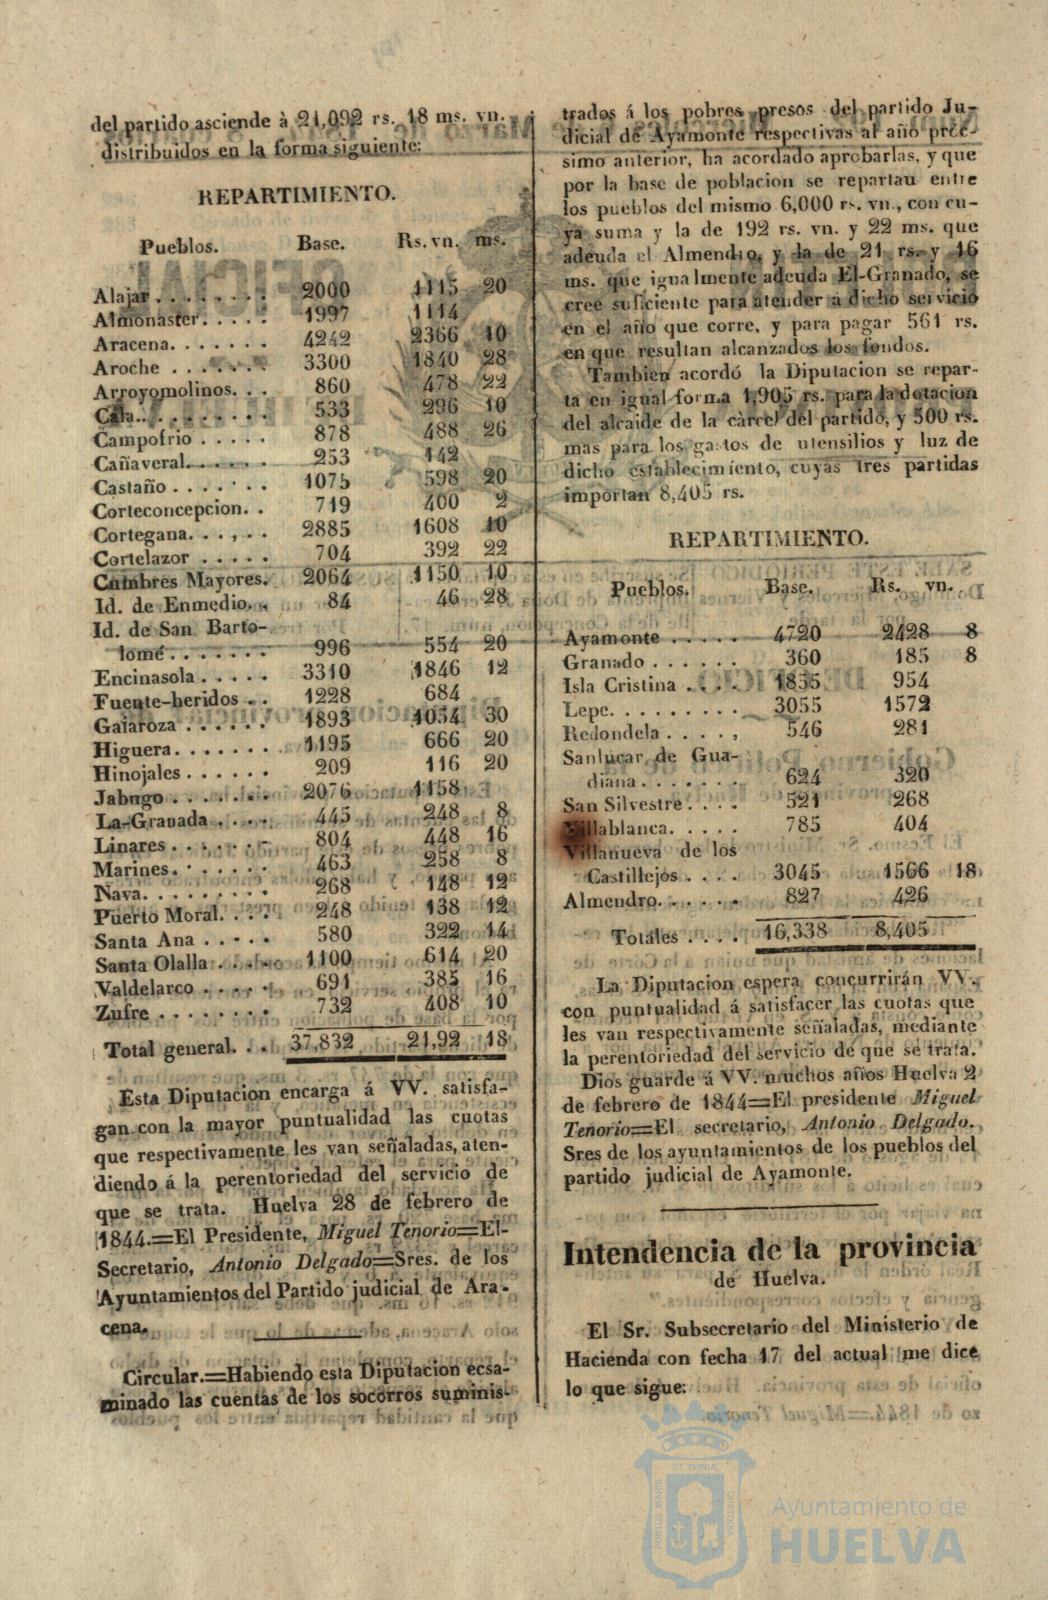 del partido asciende à 21,092 rs. 18 ms. vn.
distribuidos en la forma siguiente:
REPARTIMIENTO.
Pueblos. Base. Rs. vn. ms.
Alajar . . . . . . . . 2000 1115 20
Almonaster. . . . . 1997 1114
Aracena. . . . . . . 4242 2366 10
Aroche . . . . . . . 3300 1840 28
Arroyomolinos. . . 860 478 22
Cala. . . . . . . . . 533 296 10
Campofrio . . . . . 878 488 26
Cañaveral. . . . . . 253 142
Castaño . . . . . . . 1075 598 20
Corteconcepcion. . 719 400 2
Cortegana. . . . . . 2885 1608 10
Cortelazor . . . . . 704 392 22
Cumbres Mayores. 2064 1150 10
Id. de Enmedio. . 84 46 28
Id. de San Barto-
lomé . . . . . . . 996 554 20
Encinasola . . . . . 3310 1846 12
Fuente-heridos . . 1228 684
Galaroza . . . . . . 1893 1054 30
Higuera. . . . . . . 1195 666 20
Hinojales . . . . . . 209 116 20
Jabugo . . . . . . . 2076 1158
La-Granada . . . . 445 248 8
Linares . . . . . . . 804 448 16
Marines. . . . . . . 463 258 8
Nava. . . . . . . . . 268 148 12
Puerto Moral. . . . 248 138 12
Santa Ana . . . . . 580 322 14
Santa Olalla . . . . . 1100 614 20
Valdelarco . . . . . 691 385 16
Zufre . . . . . . . . 732 408 10
Total general. . . 37,832 21,92 18
Esta Diputacion encarga á VV. satisfa-
gan con la mayor puntualidad las cuotas
que respectivamente les van señaladas, aten-
diendo á la perentoriedad del servicio de
que se trata. Huelva 28 de febrero de
1844.=El Presidente, Miguel Tenorio=El-
Secretario, Antonio Delgado=Sres. de los
Ayuntamientos del Partido judicial de Ara-
cena.
Circular.=Habiendo esta Diputacion ecsa-
minado las cuentas de los socorros suminis-
trados á los pobres presos del partido Ju-
dicial de Ayamonte respectivas al año prec-
simo anterior, ha acordado aprobarlas, y que
por la base de poblacion se repartau entre
los pueblos del mismo 6,000 rs. vn., con cu-
ya suma y la de 192 rs. vn. y 22 ms. que
adeuda el Almendro, y la de 21 rs. y 16
ms. que igualmente adeuda El-Granado, se
cree suficiente para atender á dicho servicio
en el año que corre, y para pagar 561 rs.
en que resultan alcanzados los fondos.
Tambien acordó la Diputacion se repar-
ta en igual forma 1,905 rs. para la dotacion
del alcaide de la càrcel del partido, y 500 rs.
mas para los gastos de utensilios y luz de
dicho establecimiento, cuyas tres partidas
importan 8,405 rs.
REPARTIMIENTO.
Pueblos. Base. Rs. vn.
Ayamonte . . . . . 4720 2428 8
Granado . . . . . . 360 185 8
Isla Cristina . . . . 1855 954
Lepe. . . . . . . . . 3055 1572
Redondela . . . . . 546 281
Sanlucar de Gua-
diana . . . . . . . 624 320
San Silvestre . . . . 521 268
Villablanca. . . . . 785 404
Villanueva de los
Castillejos . . . . 3045 1566 18
Almendro. . . . . . 827 426
Totales . . . . 16,338 8,405
La Diputacion espera concurrirán VV.
con puntualidad á satisfacer las cuotas que
les van respectivamente señaladas, mediante
la perentoriedad del servicio de que se trata.
Dios guarde á VV. muchos años Huelva 2
de febrero de 1844=El presidente Miguel
Tenorio=El secretario, Antonio Delgado.
Sres de los ayuntamientos de los pueblos del
partido judicial de Ayamonte.
Intendencia de la provincia
de Huelva.
El Sr. Subsecretario del Ministerio de
Hacienda con fecha 17 del actual me dice
lo que sigue:
Ayuntamiento de
HUELVA